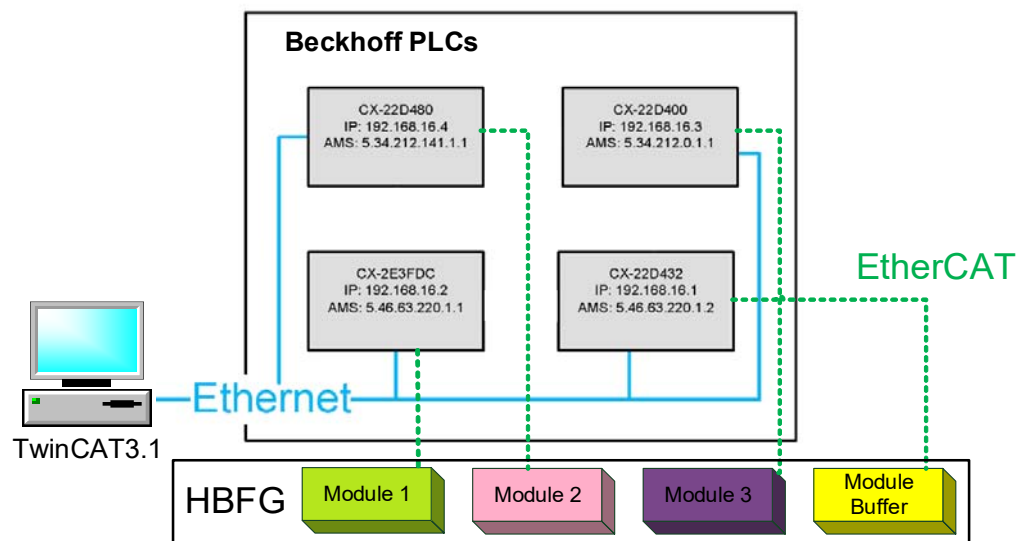 Beckhoff PLCs
CX-22D480
IP: 192.168.16.4
AMS: 5.34.212.141.1.1
CX-22D400
IP: 192.168.16.3
AMS: 5.34.212.0.1.1
CX-2E3FDC
IP: 192.168.16.2
AMS: 5.46.63.220.1.1
CX-22D432
IP: 192.168.16.1
AMS: 5.46.63.220.1.2
EtherCAT
Ethernet
TwinCAT3.1
HBFG
Module 1
Module 2
Module 3
Module
Buffer